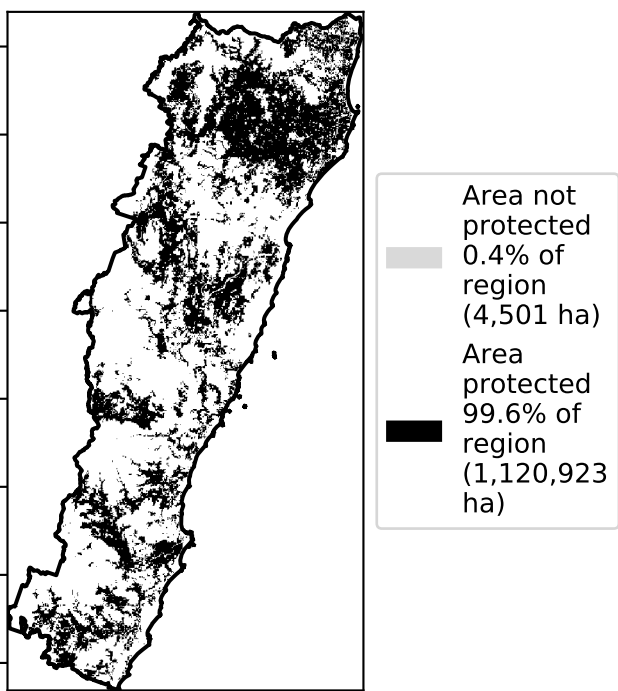 Area not
protected
0.4% of
region
(4,501 ha)
Area
protected
99.6% of
region
(1,120,923
ha)